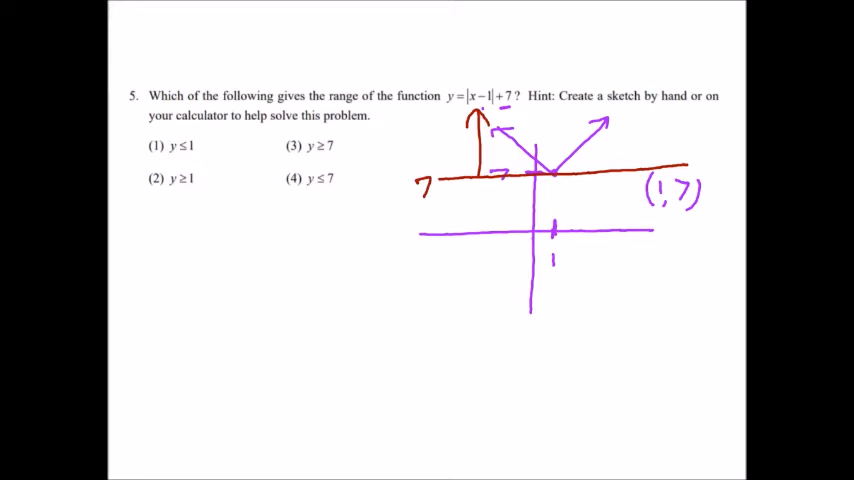 5. Which of the following gives the range of the function y = |x − 1| + 7 ? Hint: Create a sketch by hand or on
your calculator to help solve this problem.
(1) y ≤ 1
(3) y ≥ 7
(2) y ≥ 1
(4) y ≤ 7
7
7
(1, 7)
1